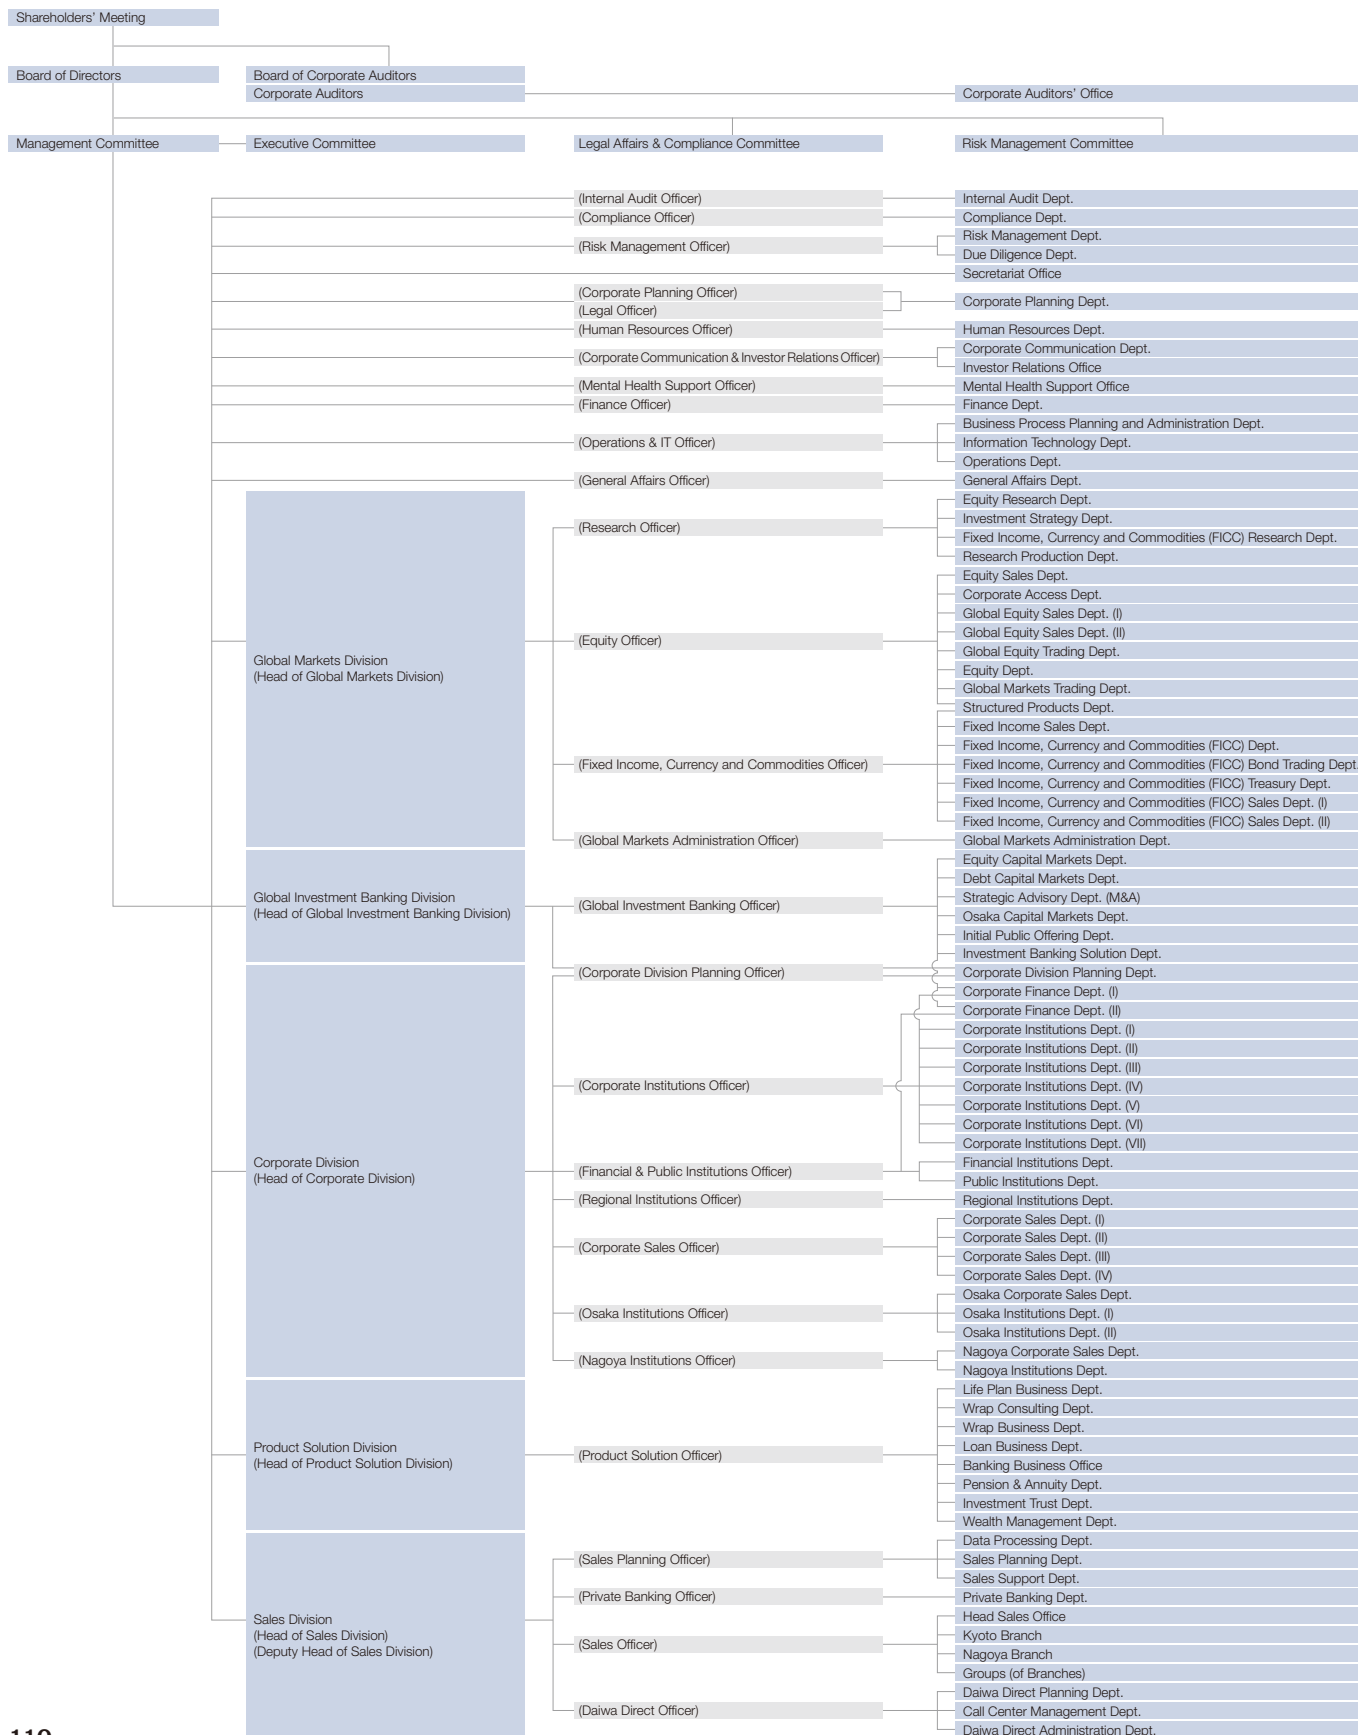 Shareholders' Meeting
Board of Directors
Board of Corporate Auditors
Corporate Auditors
Corporate Auditors' Office
Management Committee
Executive Committee
Legal Affairs & Compliance Committee
Risk Management Committee
(Internal Audit Officer)
Internal Audit Dept.
(Compliance Officer)
Compliance Dept.
(Risk Management Officer)
Risk Management Dept.
Due Diligence Dept.
Secretariat Office
(Corporate Planning Officer)
(Legal Officer)
Corporate Planning Dept.
(Human Resources Officer)
Human Resources Dept.
(Corporate Communication & Investor Relations Officer)
Corporate Communication Dept.
Investor Relations Office
(Mental Health Support Officer)
Mental Health Support Office
(Finance Officer)
Finance Dept.
(Operations & IT Officer)
Business Process Planning and Administration Dept.
Information Technology Dept.
Operations Dept.
(General Affairs Officer)
General Affairs Dept.
Global Markets Division
(Head of Global Markets Division)
(Research Officer)
Equity Research Dept.
Investment Strategy Dept.
Fixed Income, Currency and Commodities (FICC) Research Dept.
Research Production Dept.
(Equity Officer)
Equity Sales Dept.
Corporate Access Dept.
Global Equity Sales Dept. (I)
Global Equity Sales Dept. (II)
Global Equity Trading Dept.
Equity Dept.
Global Markets Trading Dept.
Structured Products Dept.
(Fixed Income, Currency and Commodities Officer)
Fixed Income Sales Dept.
Fixed Income, Currency and Commodities (FICC) Dept.
Fixed Income, Currency and Commodities (FICC) Bond Trading Dept.
Fixed Income, Currency and Commodities (FICC) Treasury Dept.
Fixed Income, Currency and Commodities (FICC) Sales Dept. (I)
Fixed Income, Currency and Commodities (FICC) Sales Dept. (II)
(Global Markets Administration Officer)
Global Markets Administration Dept.
Global Investment Banking Division
(Head of Global Investment Banking Division)
(Global Investment Banking Officer)
Equity Capital Markets Dept.
Debt Capital Markets Dept.
Strategic Advisory Dept. (M&A)
Osaka Capital Markets Dept.
Initial Public Offering Dept.
Investment Banking Solution Dept.
(Corporate Division Planning Officer)
Corporate Division Planning Dept.
Corporate Finance Dept. (I)
Corporate Finance Dept. (II)
Corporate Division
(Head of Corporate Division)
(Corporate Institutions Officer)
Corporate Institutions Dept. (I)
Corporate Institutions Dept. (II)
Corporate Institutions Dept. (III)
Corporate Institutions Dept. (IV)
Corporate Institutions Dept. (V)
Corporate Institutions Dept. (VI)
Corporate Institutions Dept. (VII)
(Financial & Public Institutions Officer)
Financial Institutions Dept.
Public Institutions Dept.
(Regional Institutions Officer)
Regional Institutions Dept.
(Corporate Sales Officer)
Corporate Sales Dept. (I)
Corporate Sales Dept. (II)
Corporate Sales Dept. (III)
Corporate Sales Dept. (IV)
(Osaka Institutions Officer)
Osaka Corporate Sales Dept.
Osaka Institutions Dept. (I)
Osaka Institutions Dept. (II)
(Nagoya Institutions Officer)
Nagoya Corporate Sales Dept.
Nagoya Institutions Dept.
Product Solution Division
(Head of Product Solution Division)
(Product Solution Officer)
Life Plan Business Dept.
Wrap Consulting Dept.
Wrap Business Dept.
Loan Business Dept.
Banking Business Office
Pension & Annuity Dept.
Investment Trust Dept.
Wealth Management Dept.
Sales Division
(Head of Sales Division)
(Deputy Head of Sales Division)
(Sales Planning Officer)
Data Processing Dept.
Sales Planning Dept.
Sales Support Dept.
(Private Banking Officer)
Private Banking Dept.
(Sales Officer)
Head Sales Office
Kyoto Branch
Nagoya Branch
Groups (of Branches)
(Daiwa Direct Officer)
Daiwa Direct Planning Dept.
Call Center Management Dept.
Daiwa Direct Administration Dept.